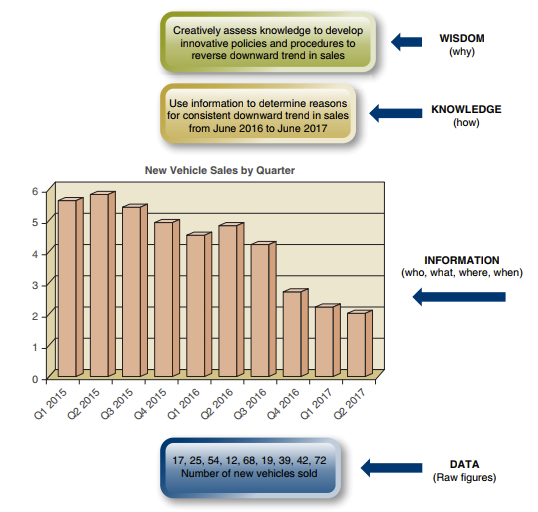 Creatively assess knowledge to develop
innovative policies and procedures to
reverse downward trend in sales
WISDOM
(why)
Use information to determine reasons
for consistent downward trend in sales
from June 2016 to June 2017
KNOWLEDGE
(how)
New Vehicle Sales by Quarter
6
5
4
3
2
1
0
Q1 2015
Q2 2015
Q3 2015
Q4 2015
Q1 2016
Q2 2016
Q3 2016
Q4 2016
Q1 2017
Q2 2017
INFORMATION
(who, what, where, when)
17, 25, 54, 12, 68, 19, 39, 42, 72
Number of new vehicles sold
DATA
(Raw figures)